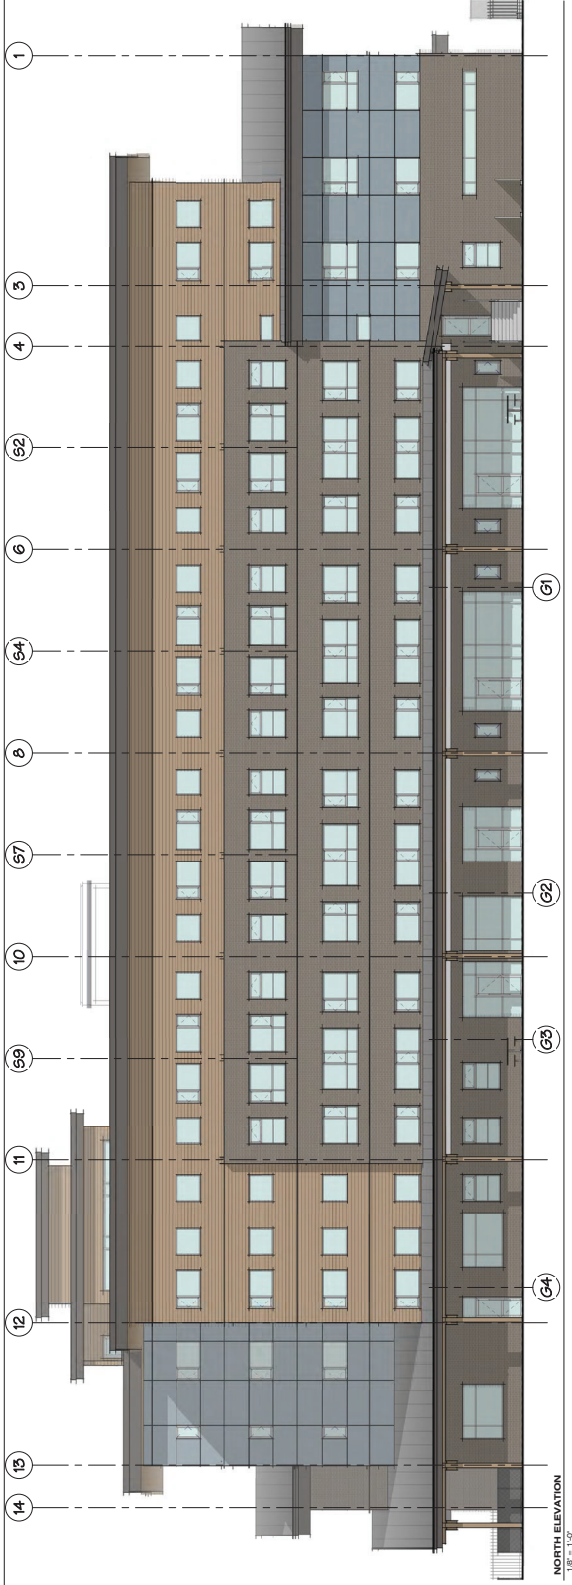 1
3
4
S2
6
S4
8
S7
10
S9
11
12
13
14
G1
G2
G3
G4
NORTH ELEVATION
1/8" = 1'-0"